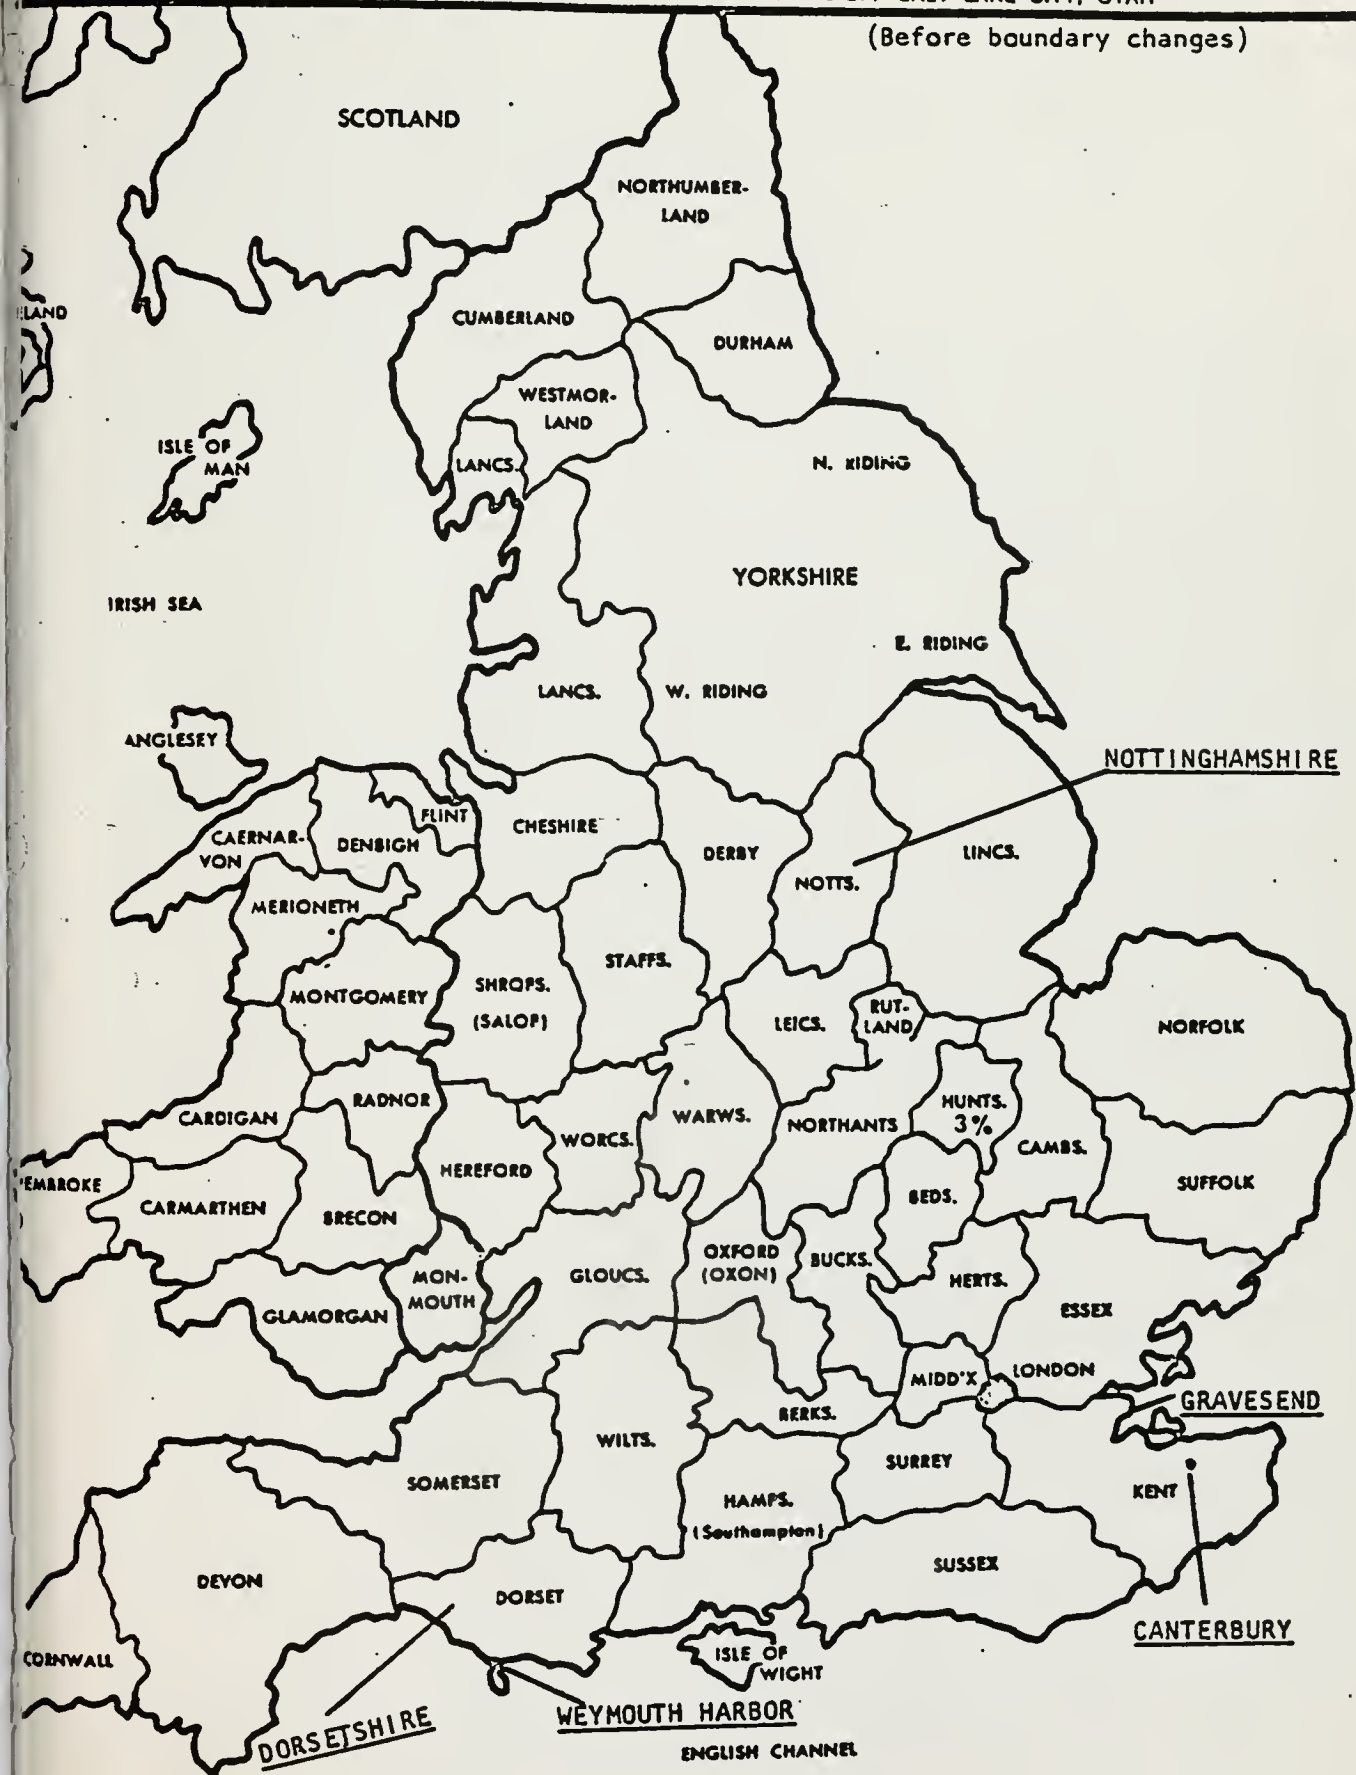 LAKE CITY, UTAH
(Before boundary changes)
SCOTLAND
NORTHUMBER-
LAND
CUMBERLAND
DURHAM
WESTMOR-
LAND
LANCS.
ISLE OF
MAN
N. RIDING
YORKSHIRE
IRISH SEA
E. RIDING
LANCS.
W. RIDING
ANGLESEY
NOTTINGHAMSHIRE
FLINT
CHESHIRE
CAERNAR-
VON
DENBIGH
DERBY
NOTTS.
LINCS.
MERIONETH
STAFFS.
SHROPS.
(SALOP)
MONTGOMERY
LEICS.
RUT-
LAND
NORFOLK
RADNOR
CARDIGAN
WORCS.
WARWS.
NORTHANTS
HUNTS.
3%
CAMBS.
HEREFORD
EMBROKE
CARMARTHEN
BRECON
BEDS.
SUFFOLK
OXFORD
(OXON)
BUCKS.
GLOUCS.
MON-
MOUTH
HERTS.
ESSEX
GLAMORGAN
MIDD'X
LONDON
GRAVESEND
BERKS.
WILTS.
SURREY
SOMERSET
HAMPS.
(Southampton)
KENT
SUSSEX
DEVON
DORSET
CANTERBURY
CORNWALL
ISLE OF
WIGHT
WEYMOUTH HARBOR
DORSETSHIRE
ENGLISH CHANNEL